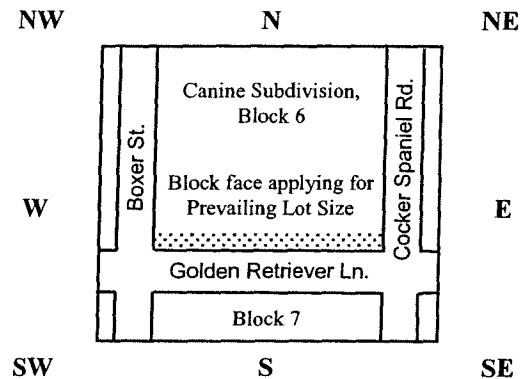 NW N NE
Canine Subdivision,
Block 6
Boxer St.
Cocker Spaniel Rd.
W
Block face applying for
Prevailing Lot Size
E
Golden Retriever Ln.
Block 7
SW S SE